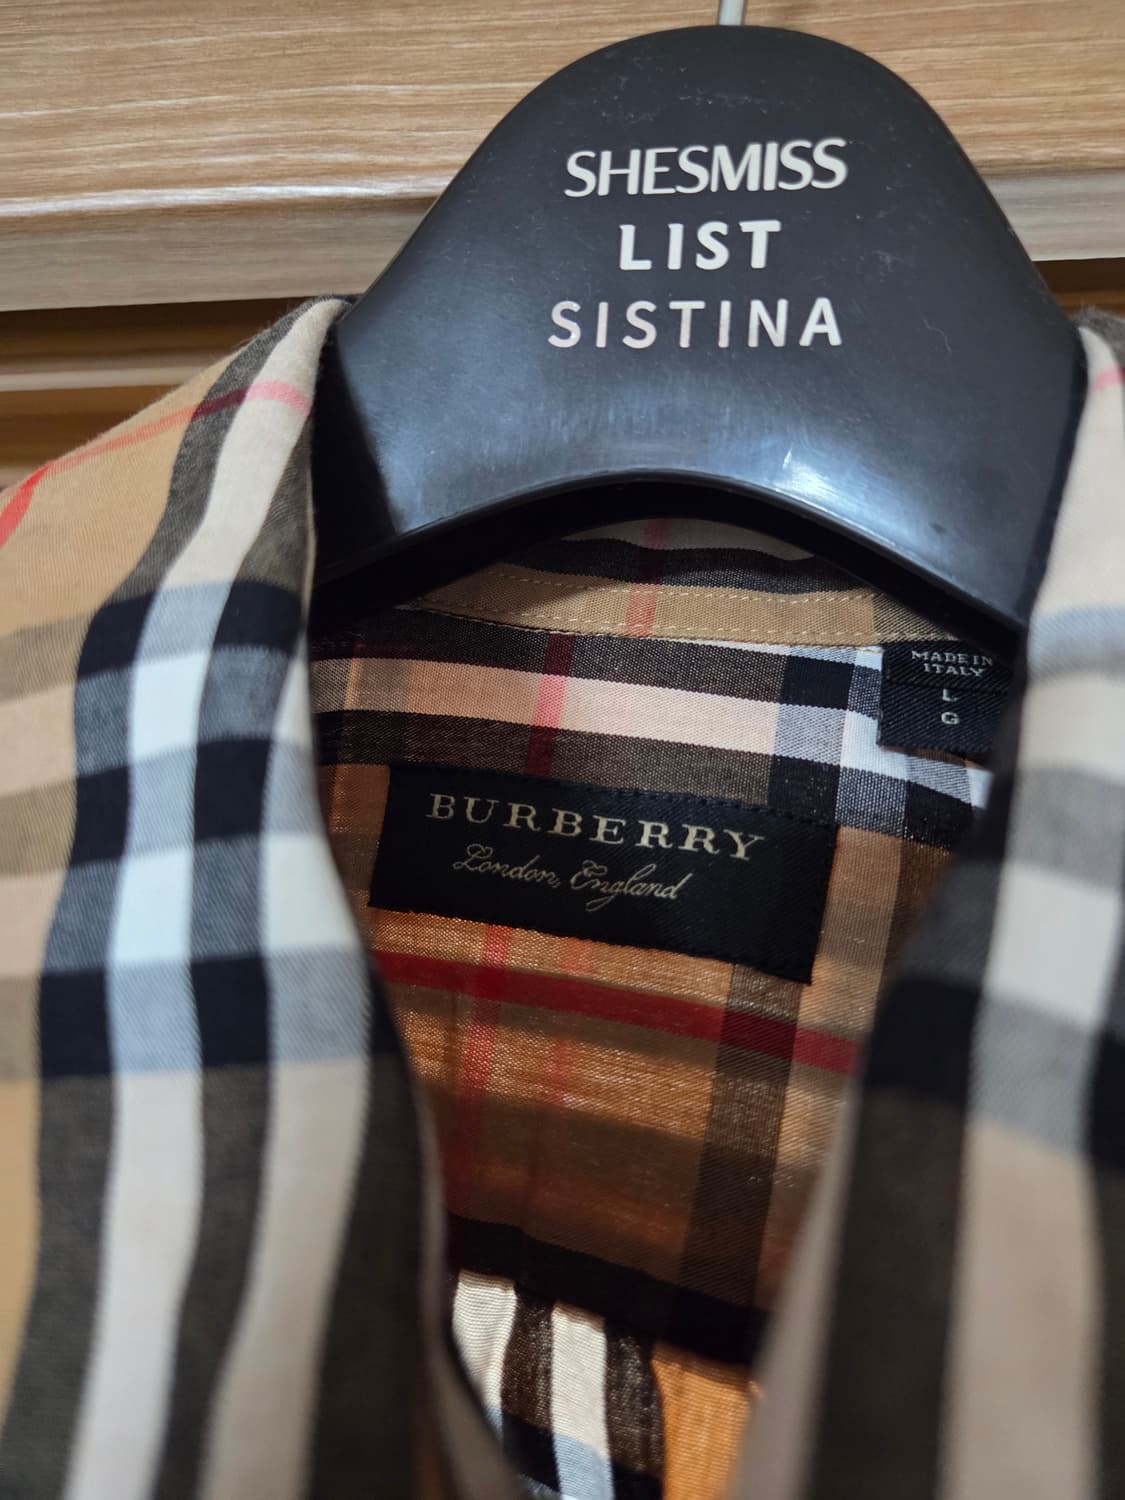 SHESMISS
LIST
SISTINA
MADE IN
ITALY
L
G
BURBERRY
London, England